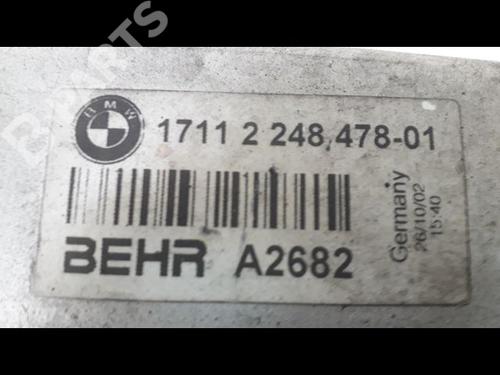 B-PARTS
BMW
1711 2 248,478-01
BEHR A2682
Germany
26/10/02
15:40